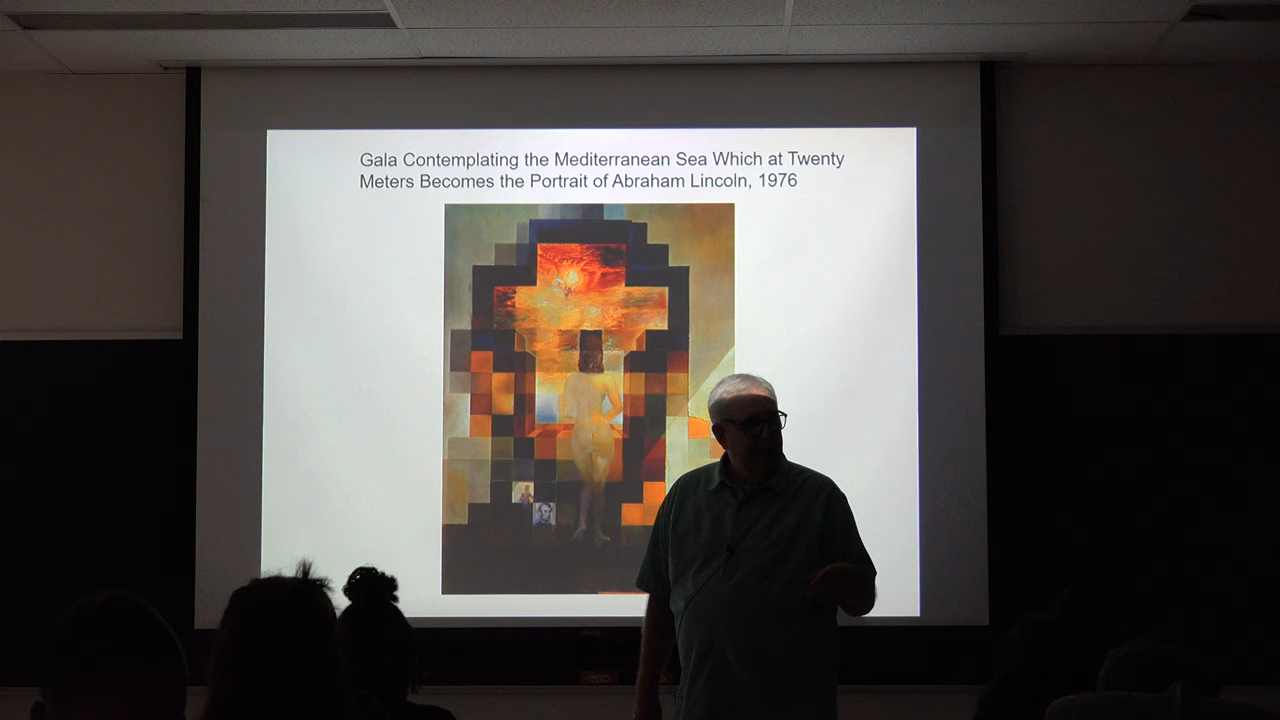 Gala Contemplating the Mediterranean Sea Which at Twenty
Meters Becomes the Portrait of Abraham Lincoln, 1976